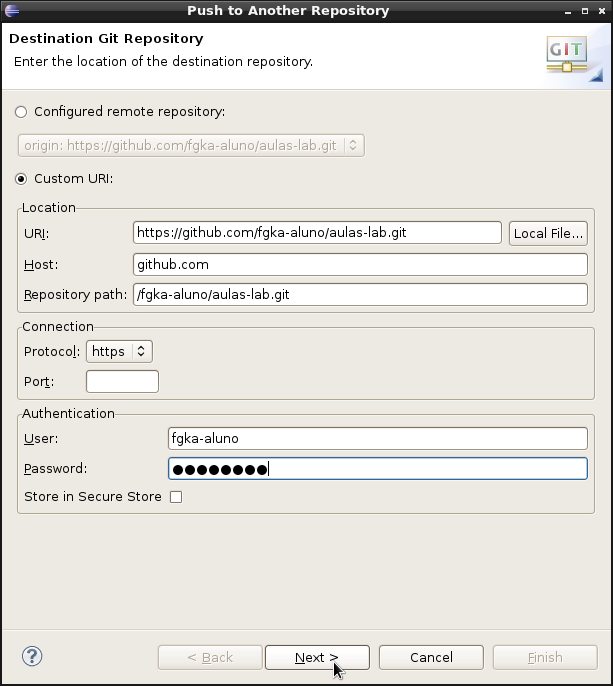 Push to Another Repository
Destination Git Repository
Enter the location of the destination repository.
GIT
Configured remote repository:
origin: https://github.com/fgka-aluno/aulas-lab.git
Custom URI:
Location
URI: https://github.com/fgka-aluno/aulas-lab.git Local File...
Host: github.com
Repository path: /fgka-aluno/aulas-lab.git
Connection
Protocol: https
Port:
Authentication
User: fgka-aluno
Password: ●●●●●●●●
Store in Secure Store
? < Back Next > Cancel Finish